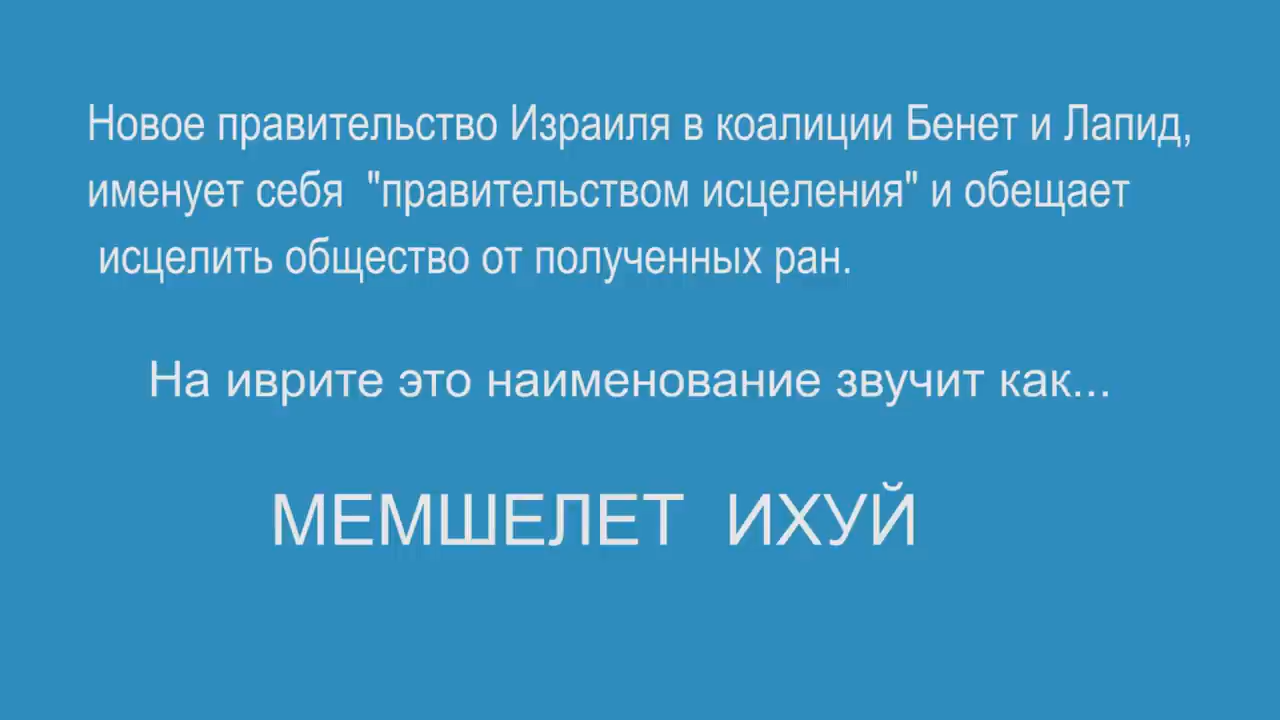 Новое правительство Израиля в коалиции Бенет и Лапид,
именует себя "правительством исцеления" и обещает
исцелить общество от полученных ран.
На иврите это наименование звучит как...
МЕМШЕЛЕТ ИХУЙ